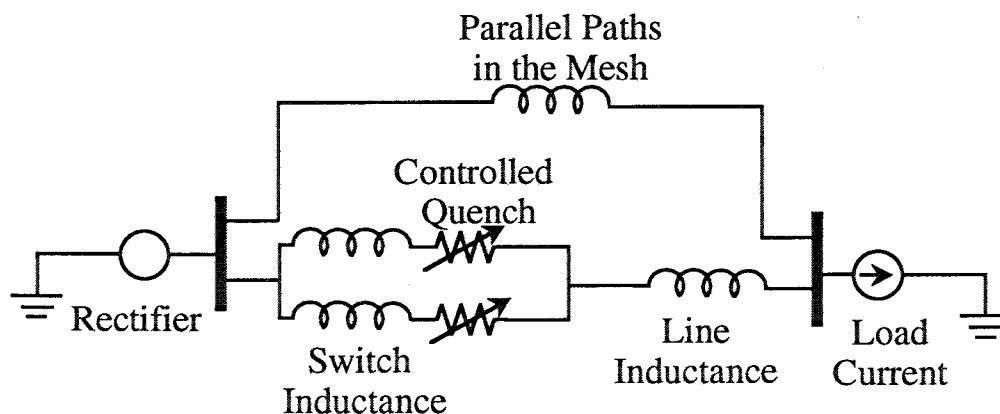 Parallel Paths
in the Mesh
Controlled
Quench
Rectifier
Switch
Inductance
Line
Inductance
Load
Current